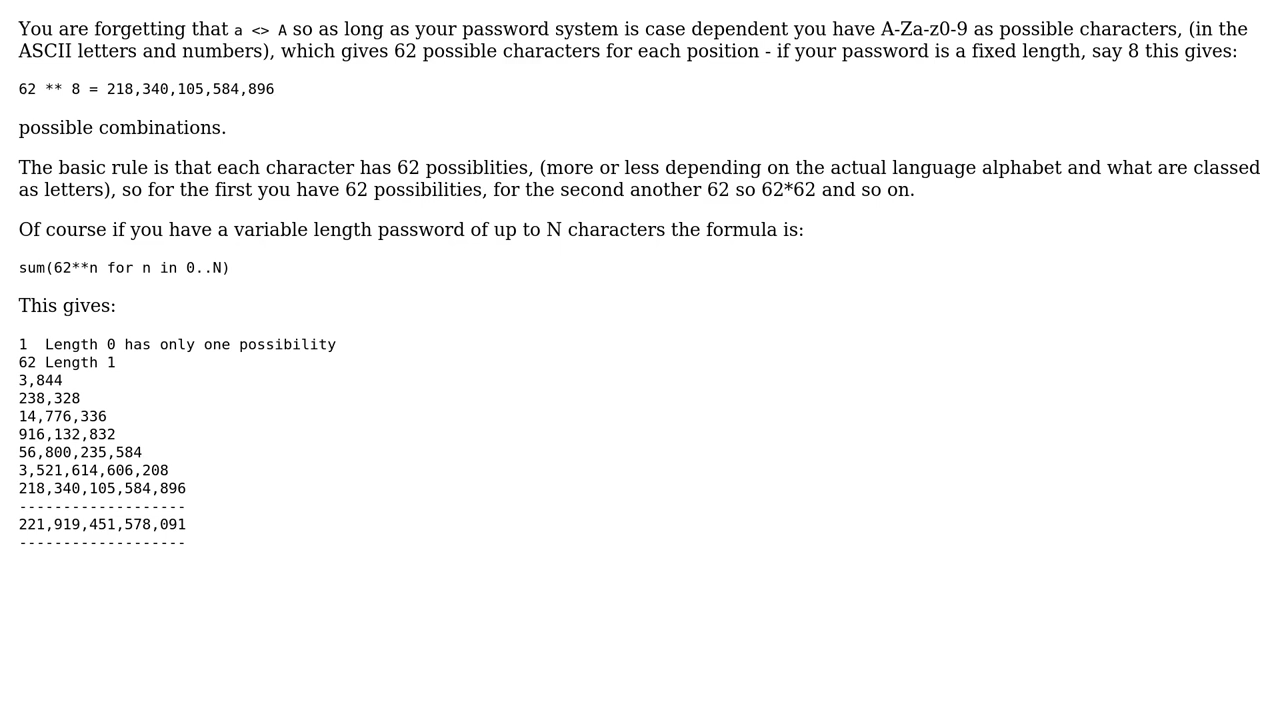 You are forgetting that a <> A so as long as your password system is case dependent you have A-Za-z0-9 as possible characters, (in the
ASCII letters and numbers), which gives 62 possible characters for each position - if your password is a fixed length, say 8 this gives:
62 ** 8 = 218,340,105,584,896
possible combinations.
The basic rule is that each character has 62 possiblities, (more or less depending on the actual language alphabet and what are classed
as letters), so for the first you have 62 possibilities, for the second another 62 so 62*62 and so on.
Of course if you have a variable length password of up to N characters the formula is:
sum(62**n for n in 0..N)
This gives:
1  Length 0 has only one possibility
62 Length 1
3,844
238,328
14,776,336
916,132,832
56,800,235,584
3,521,614,606,208
218,340,105,584,896
-------------------
221,919,451,578,091
-------------------